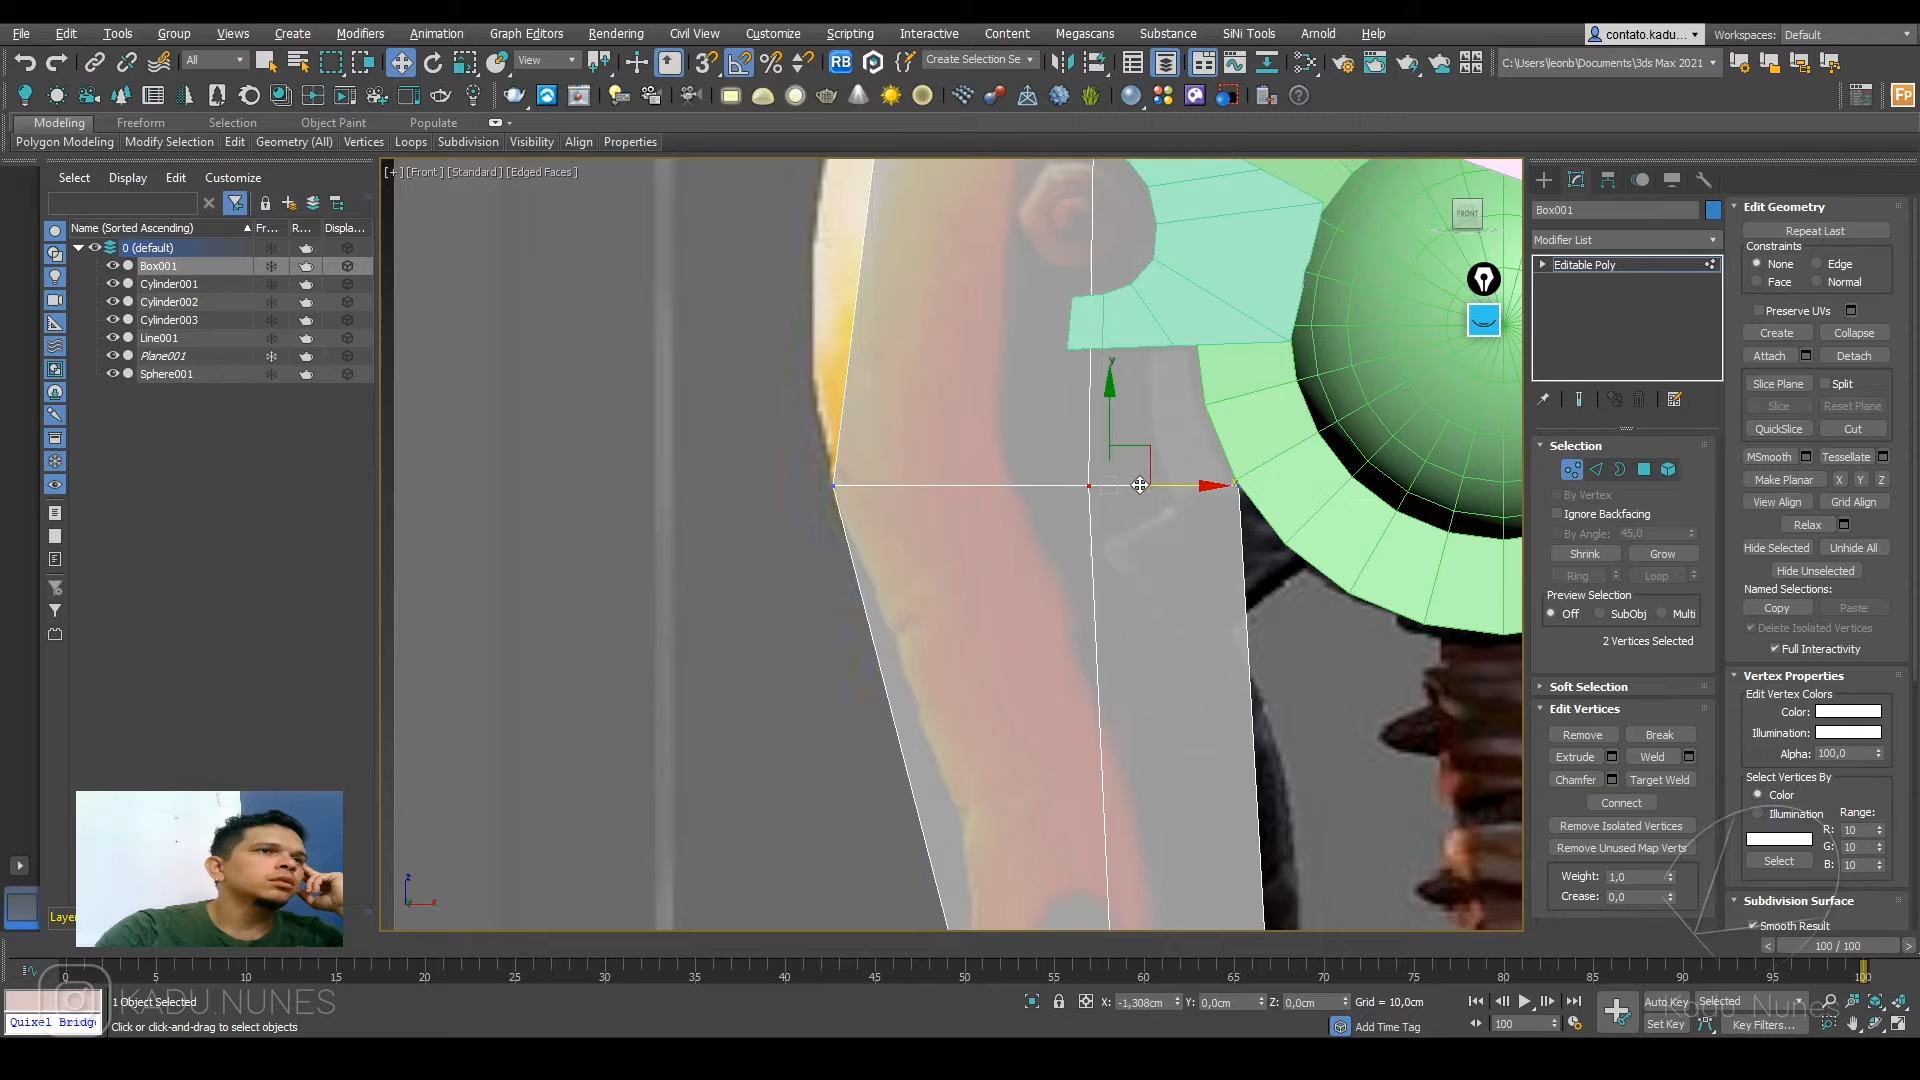 File Edit Tools Group Views Create Modifiers Animation Graph Editors Rendering Civil View Customize Scripting Interactive Content Megascans Substance SiNi Tools Arnold Help contato.kadu... Workspaces: Default
All View Create Selection Se C:\Users\leonb\Documents\3ds Max 2021
Modeling Freeform Selection Object Paint Populate
Polygon Modeling Modify Selection Edit Geometry (All) Vertices Loops Subdivision Visibility Align Properties
Select Display Edit Customize
Name (Sorted Ascending) Fr... R... Displa...
0 (default)
Box001
Cylinder001
Cylinder002
Cylinder003
Line001
Plane001
Sphere001
[+] [Front] [Standard] [Edged Faces]
FRONT
Box001
Modifier List
Editable Poly
Selection
By Vertex
Ignore Backfacing
By Angle: 45,0
Shrink Grow
Ring Loop
Preview Selection
Off SubObj Multi
2 Vertices Selected
Soft Selection
Edit Vertices
Remove Break
Extrude Weld
Chamfer Target Weld
Connect
Remove Isolated Vertices
Remove Unused Map Verts
Weight: 1,0
Crease: 0,0
Edit Geometry
Repeat Last
Constraints
None Edge
Face Normal
Preserve UVs
Create Collapse
Attach Detach
Slice Plane Split
Slice Reset Plane
QuickSlice Cut
MSmooth Tessellate
Make Planar X Y Z
View Align Grid Align
Relax
Hide Selected Unhide All
Hide Unselected
Named Selections:
Copy Paste
Delete Isolated Vertices
Full Interactivity
Vertex Properties
Edit Vertex Colors
Color:
Illumination:
Alpha: 100,0
Select Vertices By
Color
Illumination Range:
R: 10
G: 10
Select B: 10
Subdivision Surface
Smooth Result
< 100 / 100 >
0 5 10 15 20 25 30 35 40 45 50 55 60 65 70 75 80 85 90 95 100
KADU.NUNES
1 Object Selected
Quixel Bridg
Click or click-and-drag to select objects
X: -1,308cm Y: 0,0cm Z: 0,0cm Grid = 10,0cm
Add Time Tag
100
Auto Key Selected
Set Key Key Filters...
Kadu Nunes